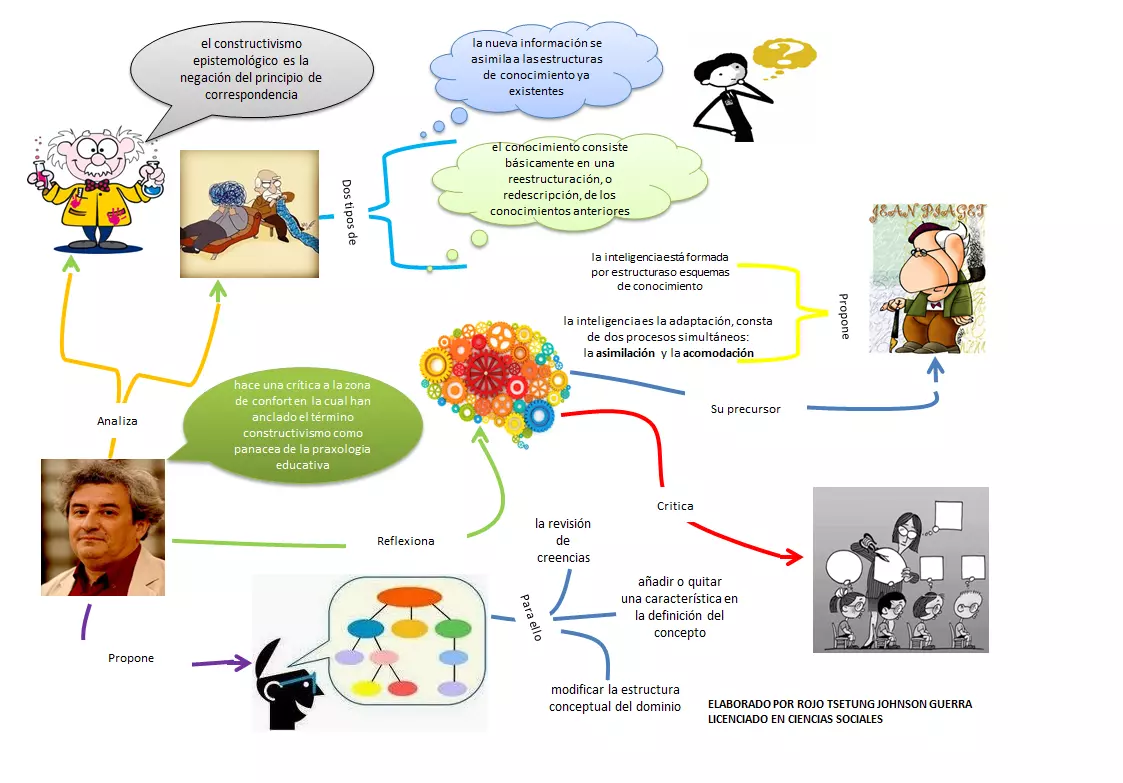 el constructivismo
epistemológico es la
negación del principio de
correspondencia
la nueva información se
asimila a las estructuras
de conocimiento ya
existentes
?
el conocimiento consiste
básicamente en una
reestructuración, o
redescripción, de los
conocimientos anteriores
Dos tipos de
JEAN PIAGET
la inteligencia está formada
por estructuras o esquemas
de conocimiento
la inteligencia es la adaptación, consta
de dos procesos simultáneos:
la asimilación y la acomodación
Propone
Su precursor
Analiza
hace una crítica a la zona
de confort en la cual han
anclado el término
constructivismo como
panacea de la praxologia
educativa
Critica
Reflexiona
la revisión
de
creencias
Para ello
añadir o quitar
una característica en
la definición del
concepto
Propone
modificar la estructura
conceptual del dominio
ELABORADO POR ROJO TSETUNG JOHNSON GUERRA
LICENCIADO EN CIENCIAS SOCIALES